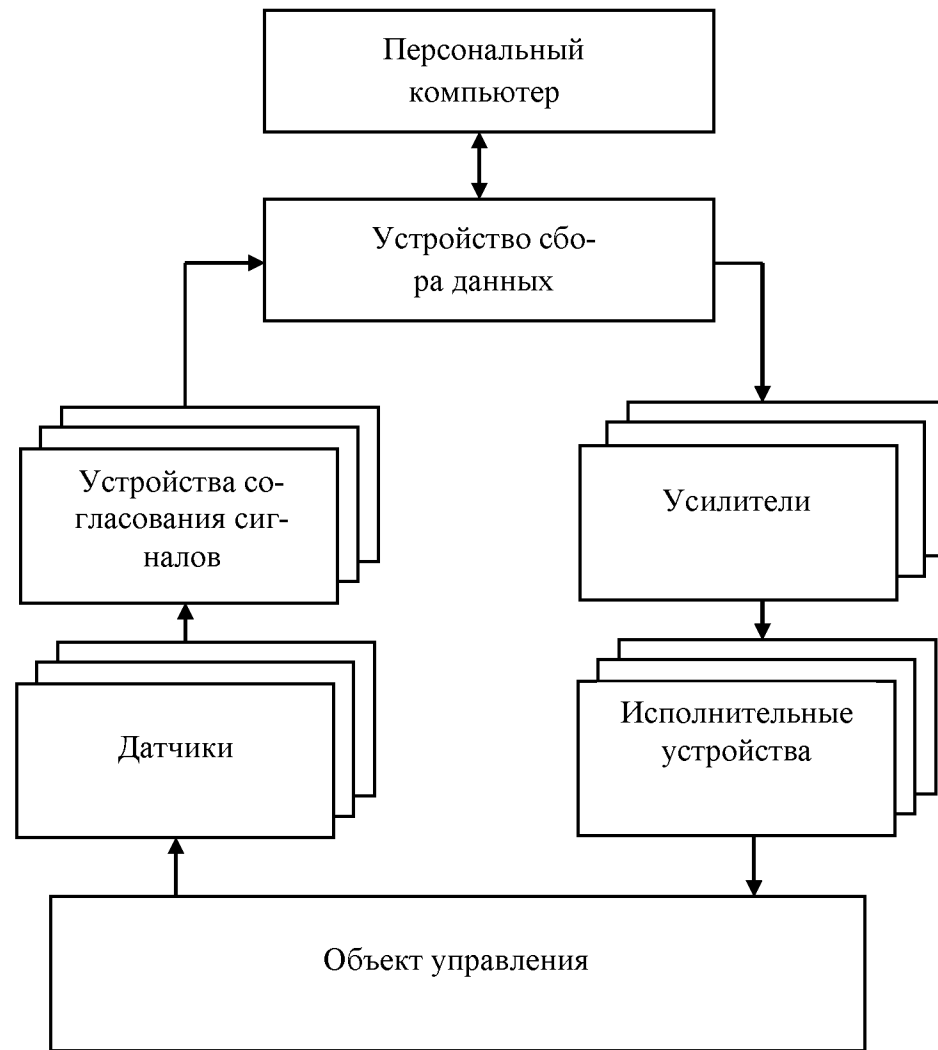 Персональный
компьютер
Устройство сбо-
ра данных
Устройства со-
гласования сиг-
налов
Усилители
Датчики
Исполнительные
устройства
Объект управления